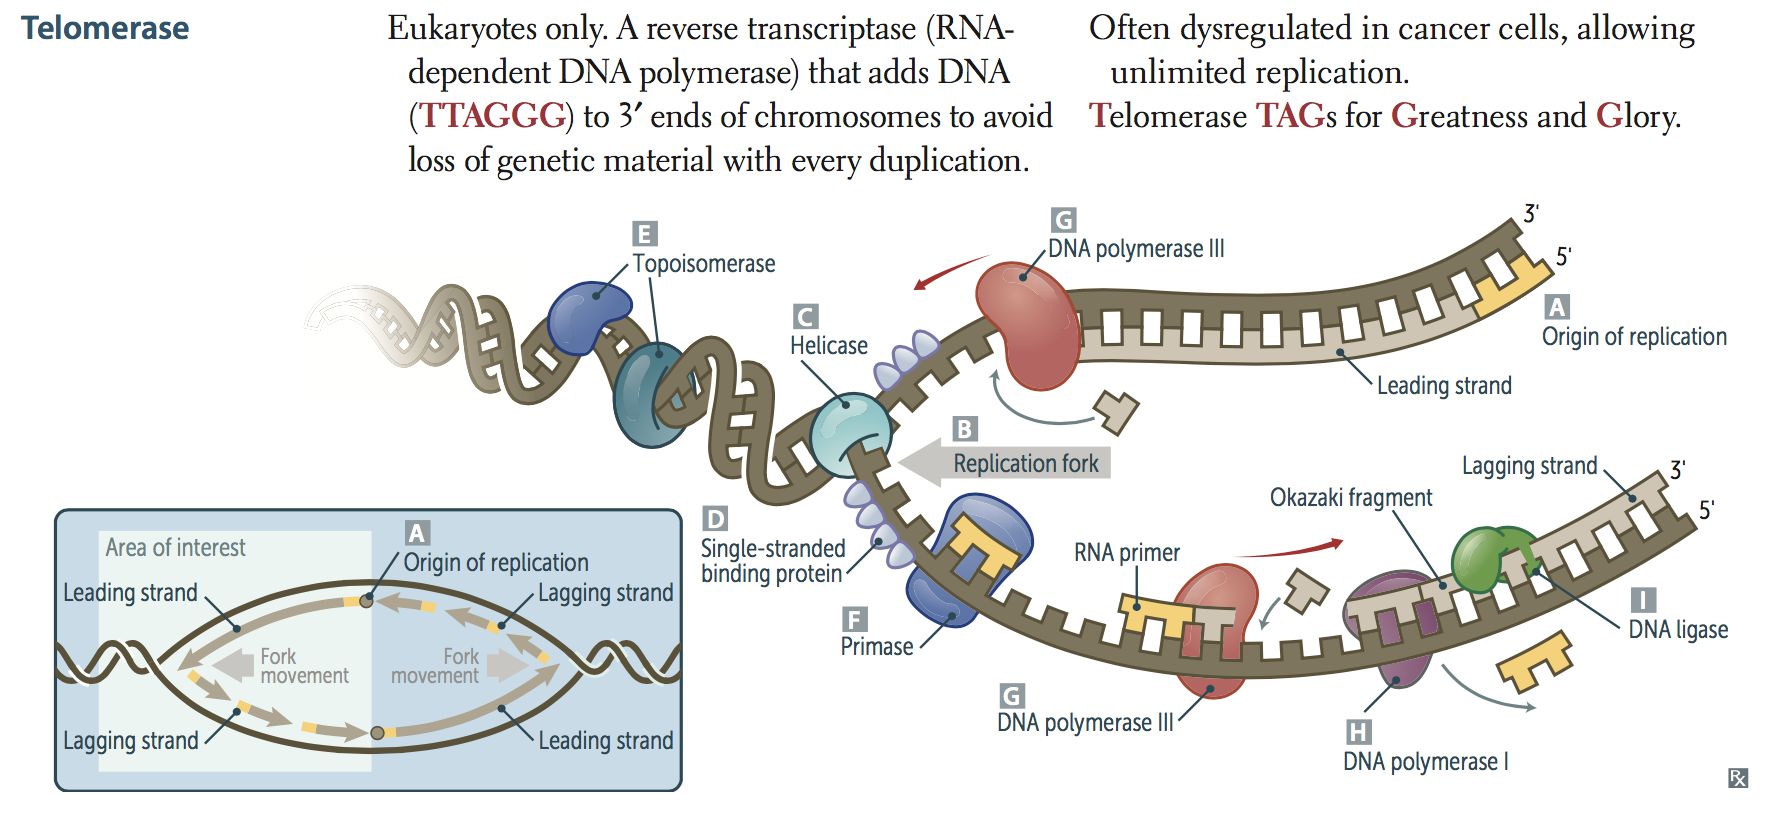 Telomerase
Eukaryotes only. A reverse transcriptase (RNA-
dependent DNA polymerase) that adds DNA
(TTAGGG) to 3′ ends of chromosomes to avoid
loss of genetic material with every duplication.
Often dysregulated in cancer cells, allowing
unlimited replication.
Telomerase TAGs for Greatness and Glory.
E
Topoisomerase
C
Helicase
G
DNA polymerase III
3'
5'
A
Origin of replication
Leading strand
B
Replication fork
D
Single-stranded
binding protein
F
Primase
RNA primer
G
DNA polymerase III
Okazaki fragment
Lagging strand
3'
5'
I
DNA ligase
H
DNA polymerase I
Area of interest
A
Origin of replication
Leading strand
Lagging strand
Fork
movement
Fork
movement
Lagging strand
Leading strand
Rx